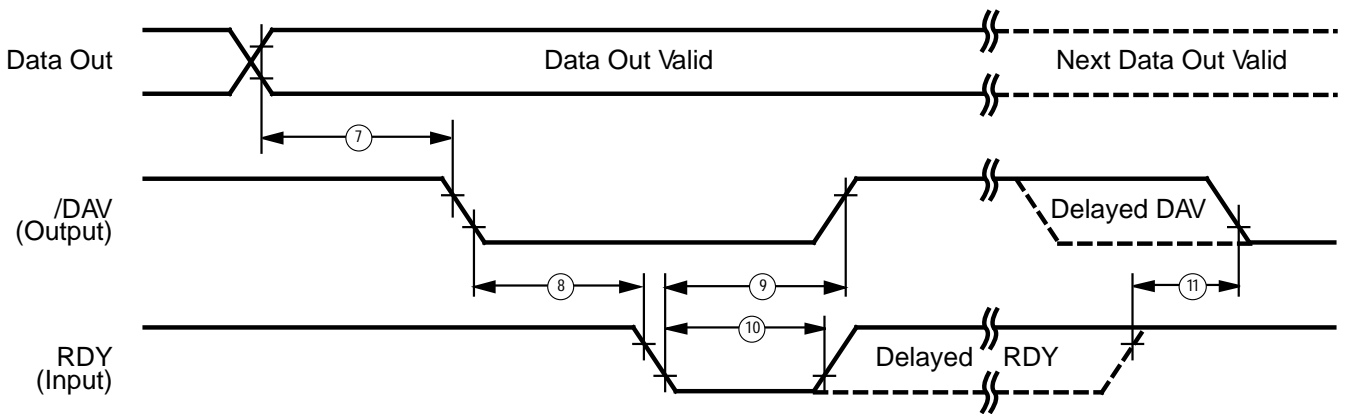 Data Out
Data Out Valid
Next Data Out Valid
7
/DAV
(Output)
Delayed DAV
8
9
11
10
RDY
(Input)
Delayed RDY